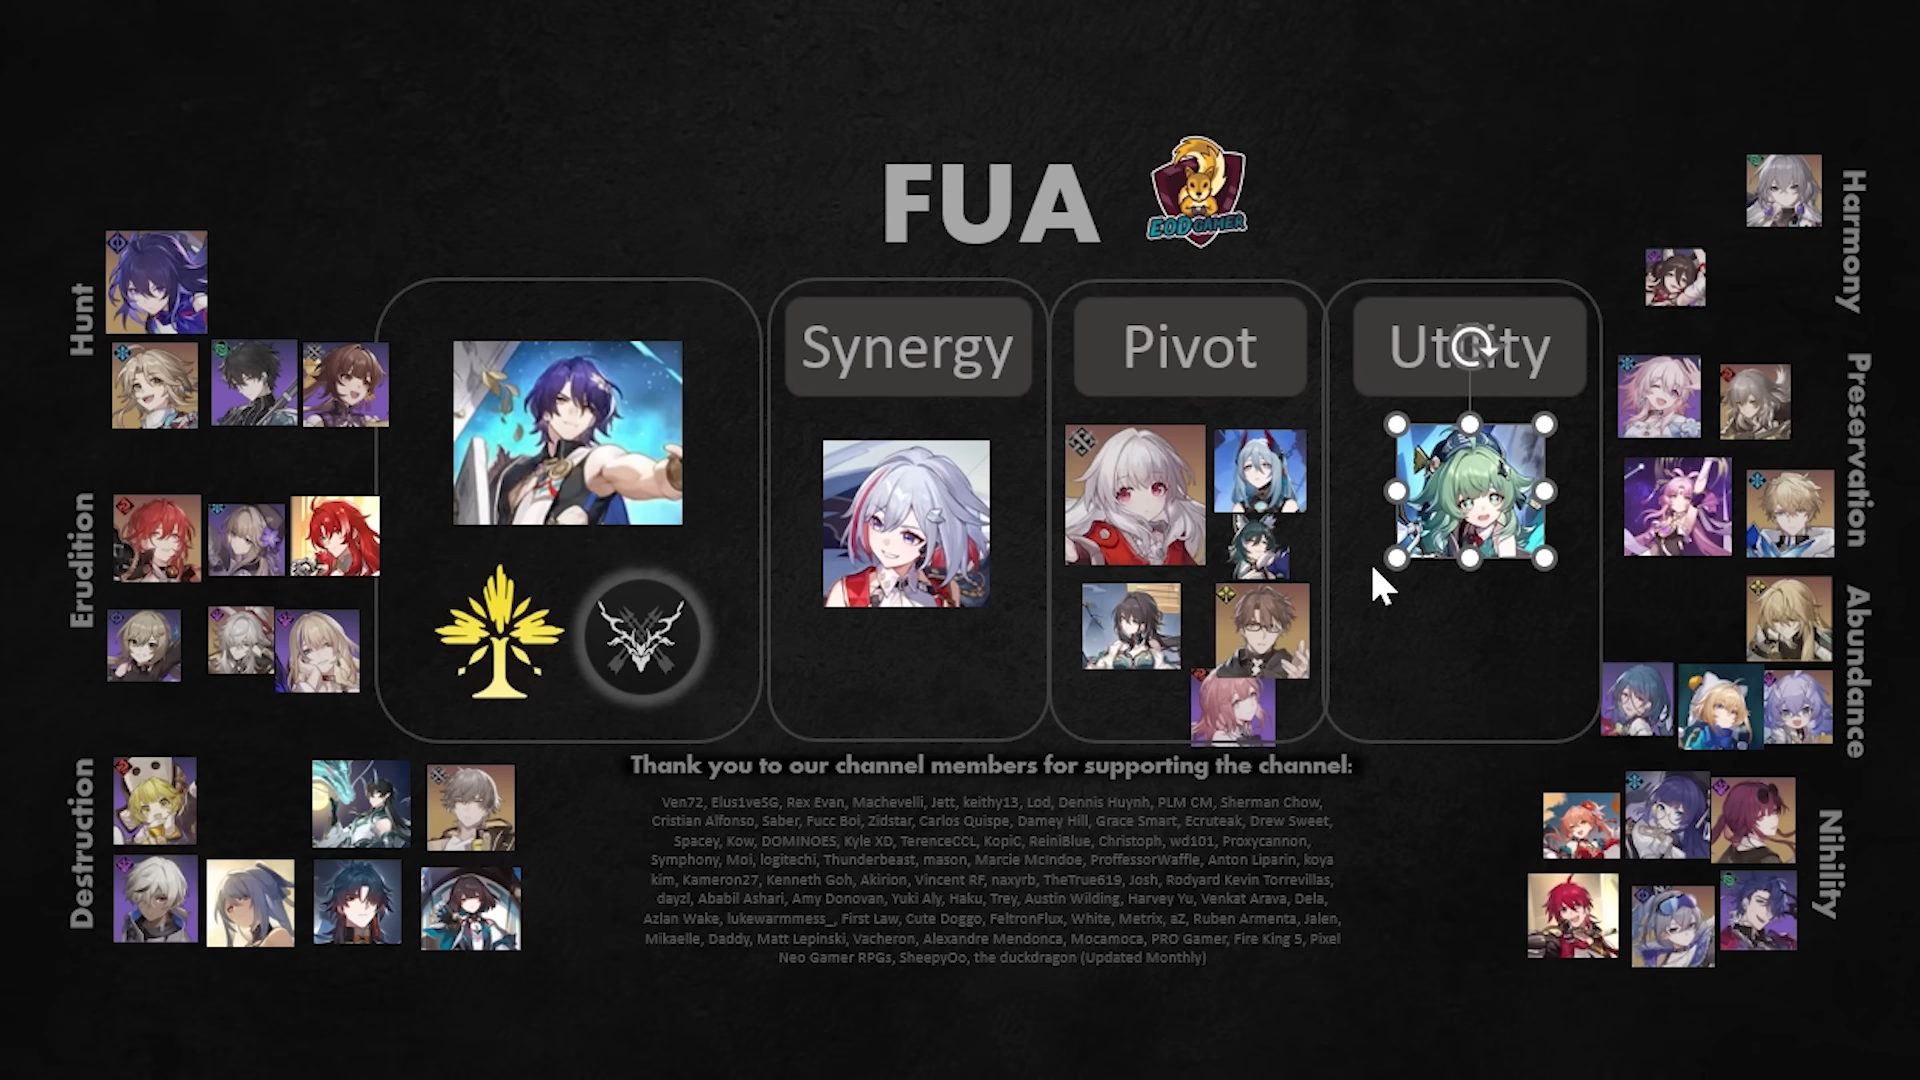 FUA
EOD GAMER
Harmony
Hunt
Synergy
Pivot
Utility
Preservation
Erudition
Abundance
Thank you to our channel members for supporting the channel:
Destruction
Ven72, Elus1veSG, Rex Evan, Machevelli, Jett, keithy13, Lod, Dennis Huynh, PLM CM, Sherman Chow,
Cristian Alfonso, Saber, Fucc Boi, Zidstar, Carlos Quispe, Damey Hill, Grace Smart, Ecruteak, Drew Sweet,
Spacey, Kow, DOMINOES, Kyle XD, TerenceCCL, KopiC, ReiniBlue, Christoph, wd101, Proxycannon,
Symphony, Moi, logitechi, Thunderbeast, mason, Marcie McIndoe, ProffessorWaffle, Anton Liparin, koya
kim, Kameron27, Kenneth Goh, Akirion, Vincent RF, naxyrb, TheTrue619, Josh, Rodyard Kevin Torrevillas,
dayzl, Ababil Ashari, Amy Donovan, Yuki Aly, Haku, Trey, Austin Wilding, Harvey Yu, Venkat Arava, Dela,
Azlan Wake, lukewarmmess_, First Law, Cute Doggo, FeltronFlux, White, Metrix, aZ, Ruben Armenta, Jalen,
Mikaelle, Daddy, Matt Lepinski, Vacheron, Alexandre Mendonca, Mocamoca, PRO Gamer, Fire King 5, Pixel
Neo Gamer RPGs, SheepyOo, the duckdragon (Updated Monthly)
Nihility